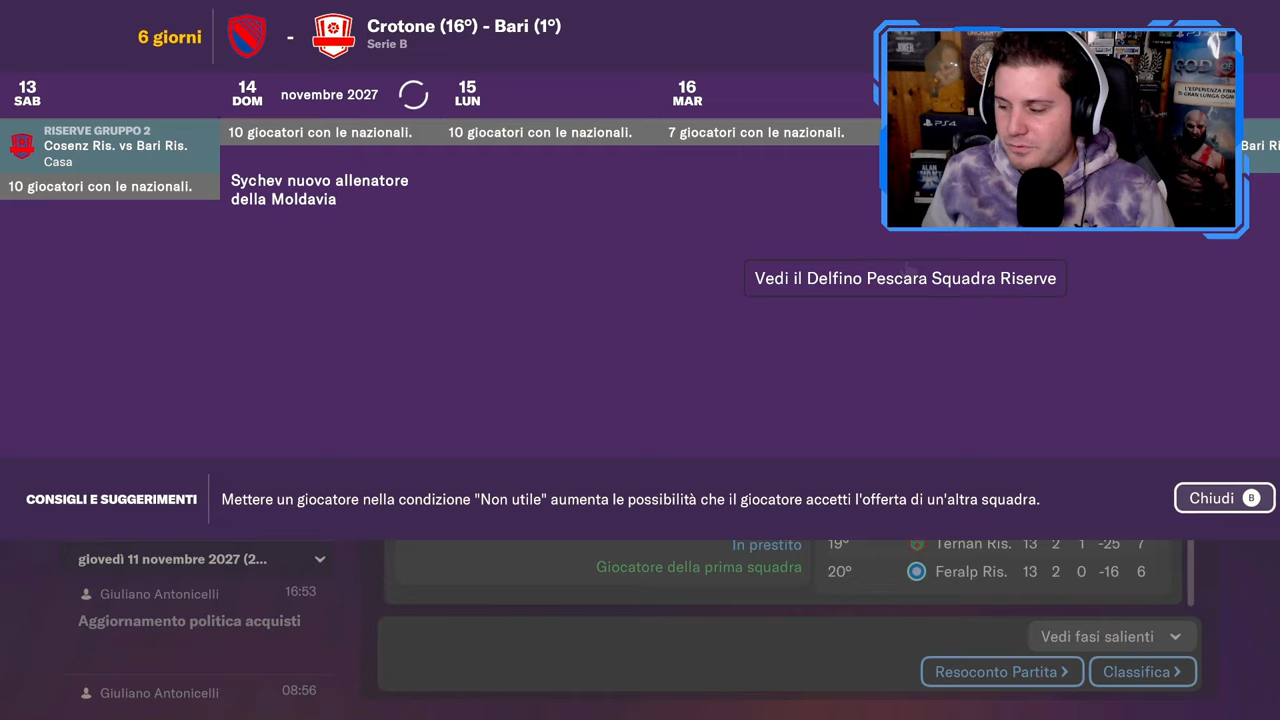 6 giorni
-
Crotone (16°) - Bari (1°)
Serie B
13
SAB
14
DOM
novembre 2027
15
LUN
16
MAR
RISERVE GRUPPO 2
Cosenz Ris. vs Bari Ris.
Casa
10 giocatori con le nazionali.
10 giocatori con le nazionali.
10 giocatori con le nazionali.
7 giocatori con le nazionali.
Sychev nuovo allenatore
della Moldavia
Bari Ri
Vedi il Delfino Pescara Squadra Riserve
CONSIGLI E SUGGERIMENTI
Mettere un giocatore nella condizione "Non utile" aumenta le possibilità che il giocatore accetti l'offerta di un'altra squadra.
Chiudi B
giovedì 11 novembre 2027 (2...
Giuliano Antonicelli 16:53
Aggiornamento politica acquisti
Giuliano Antonicelli 08:56
In prestito
Giocatore della prima squadra
19° Ternan Ris. 13 2 1 -25 7
20° Feralp Ris. 13 2 0 -16 6
Vedi fasi salienti
Resoconto Partita >
Classifica >
PS4
L'ESPERIENZA FINA